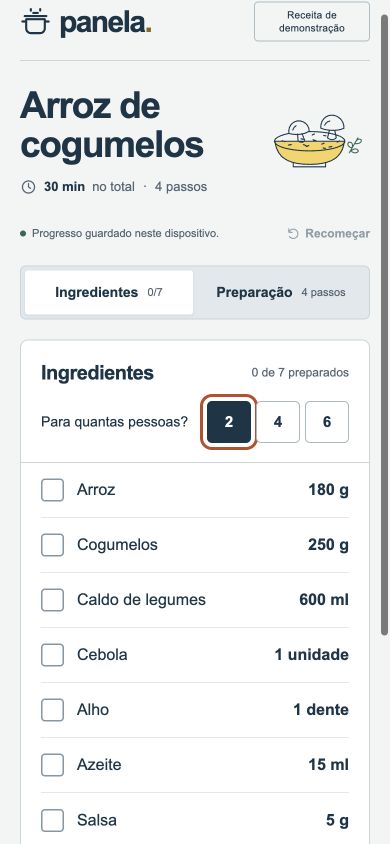 panela.
Receita de
demonstração
Arroz de
cogumelos
30 min no total · 4 passos
Progresso guardado neste dispositivo.
Recomeçar
Ingredientes 0/7
Preparação 4 passos
Ingredientes
0 de 7 preparados
Para quantas pessoas?
2
4
6
Arroz 180 g
Cogumelos 250 g
Caldo de legumes 600 ml
Cebola 1 unidade
Alho 1 dente
Azeite 15 ml
Salsa 5 g